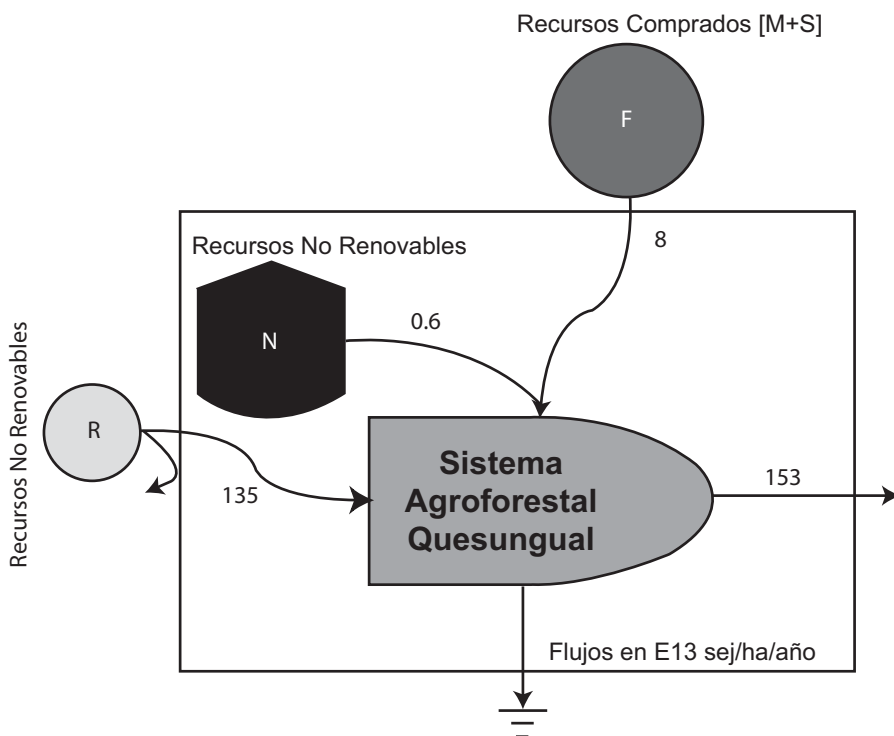 Recursos Comprados [M+S]
F
8
Recursos No Renovables
N
0.6
Recursos No Renovables
R
135
Sistema
Agroforestal
Quesungual
153
Flujos en E13 sej/ha/año